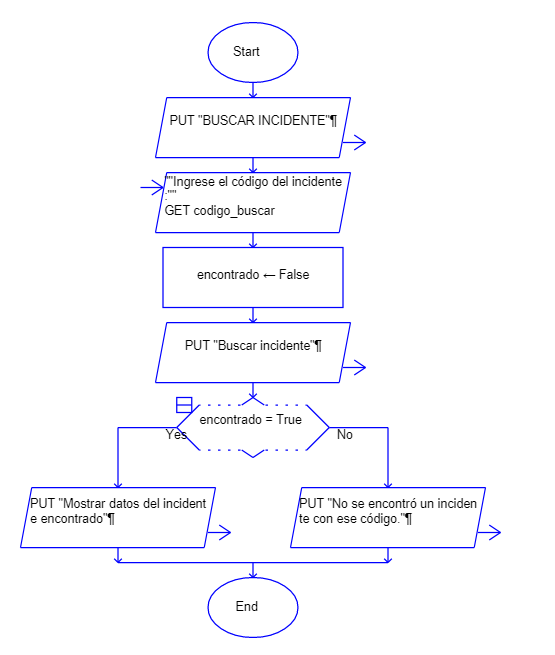 Start
PUT "BUSCAR INCIDENTE"¶
""Ingrese el código del incidente
:""
GET codigo_buscar
encontrado ← False
PUT "Buscar incidente"¶
encontrado = True
Yes
No
PUT "Mostrar datos del incident
e encontrado"¶
PUT "No se encontró un inciden
te con ese código."¶
End